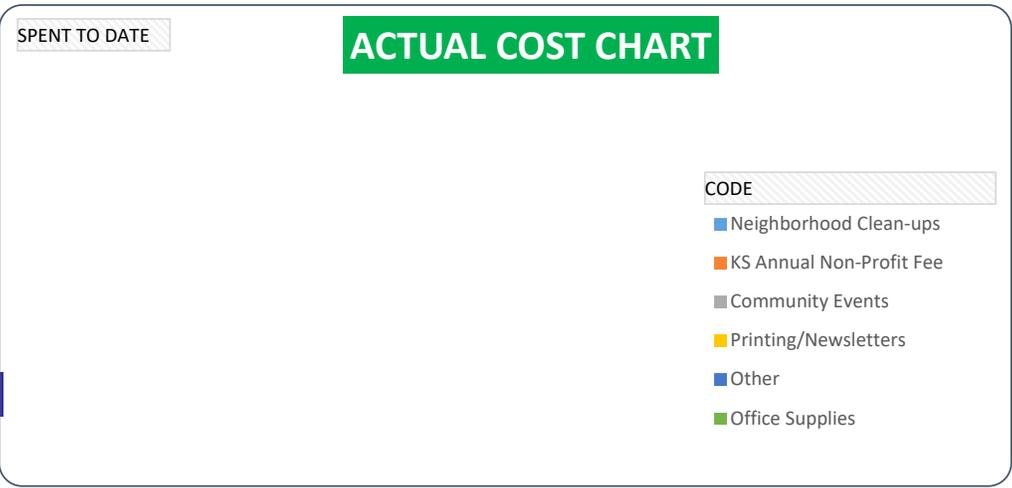 SPENT TO DATE
ACTUAL COST CHART
CODE
Neighborhood Clean-ups
KS Annual Non-Profit Fee
Community Events
Printing/Newsletters
Other
Office Supplies